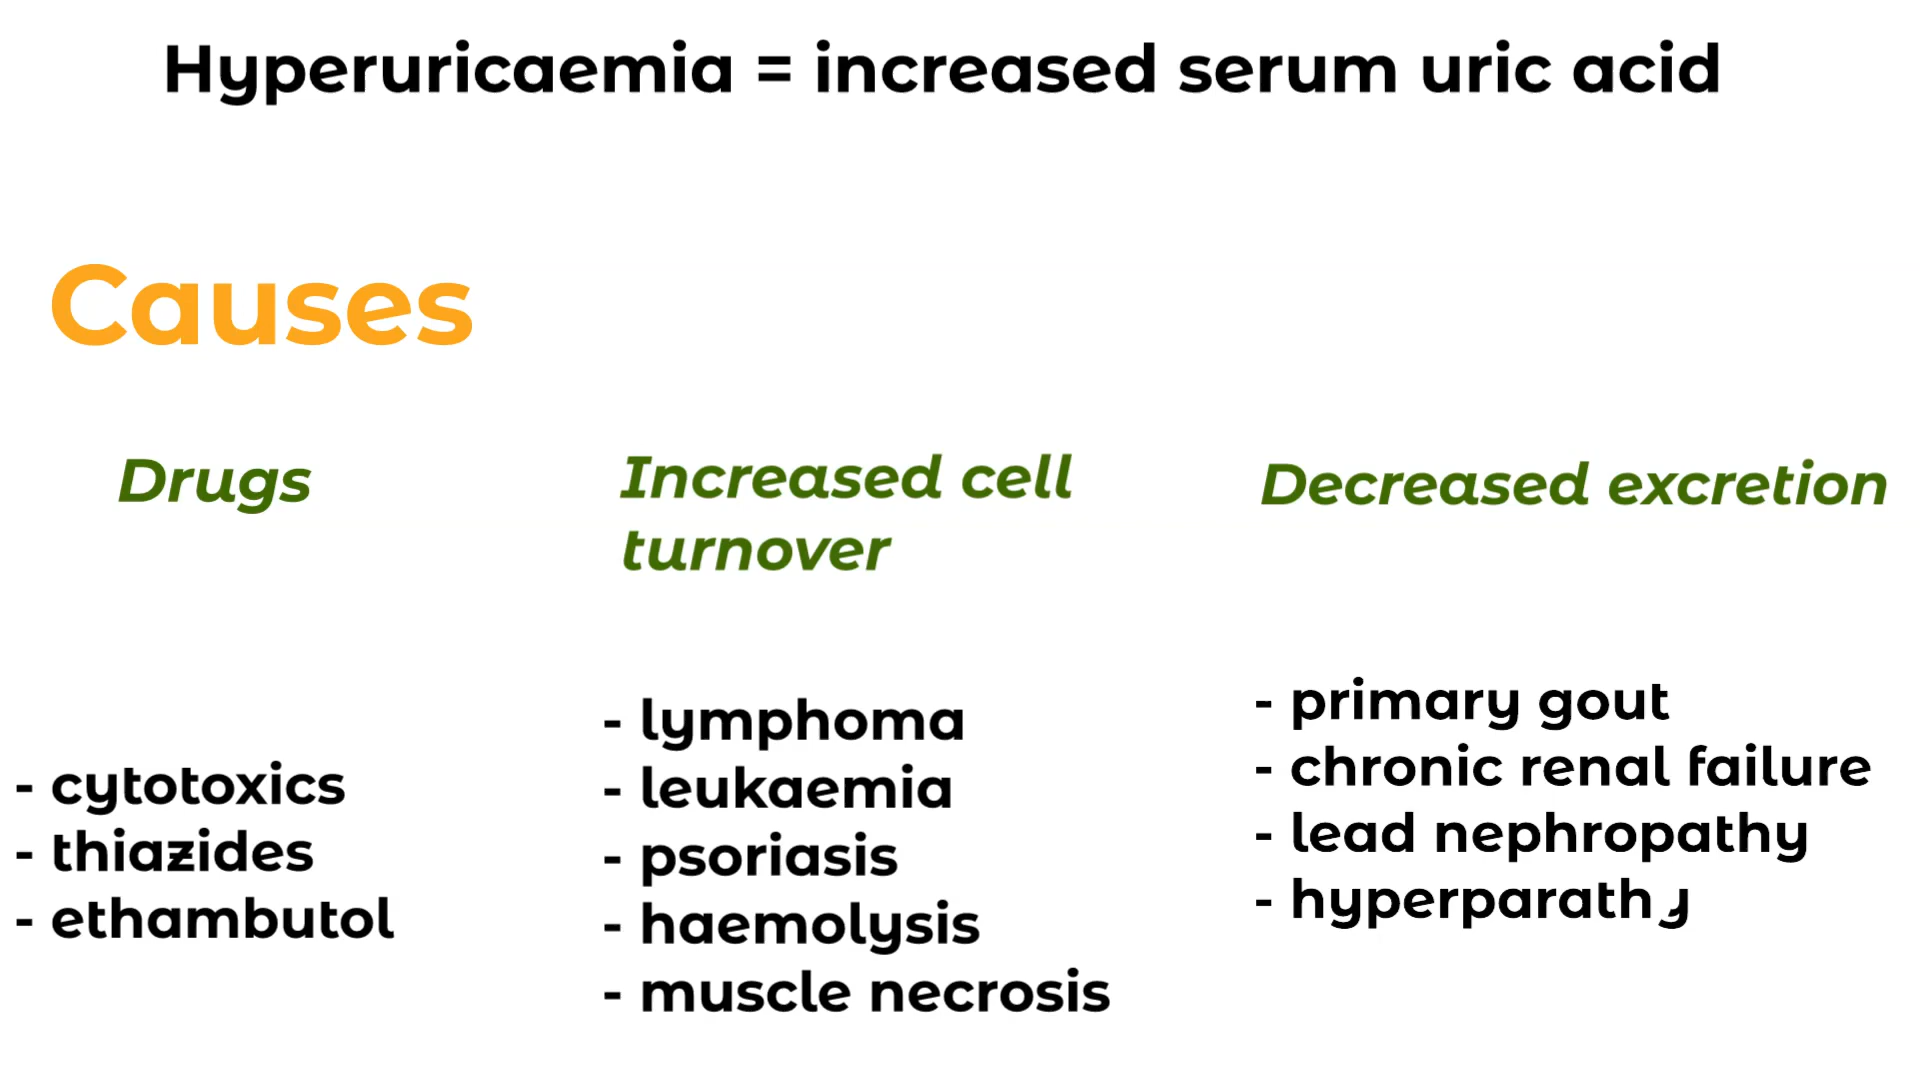 Hyperuricaemia = increased serum uric acid
Causes
Drugs
- cytotoxics
- thiazides
- ethambutol
Increased cell
turnover
- lymphoma
- leukaemia
- psoriasis
- haemolysis
- muscle necrosis
Decreased excretion
- primary gout
- chronic renal failure
- lead nephropathy
- hyperparathy